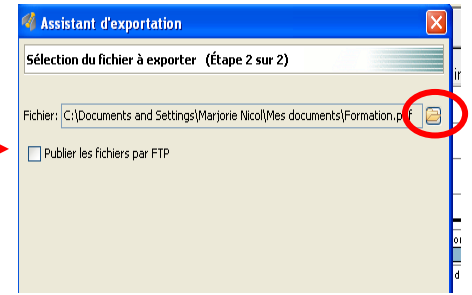 Assistant d'exportation
Sélection du fichier à exporter (Étape 2 sur 2)
Fichier: C:\Documents and Settings\Marjorie Nicol\Mes documents\Formation.pdf
Publier les fichiers par FTP